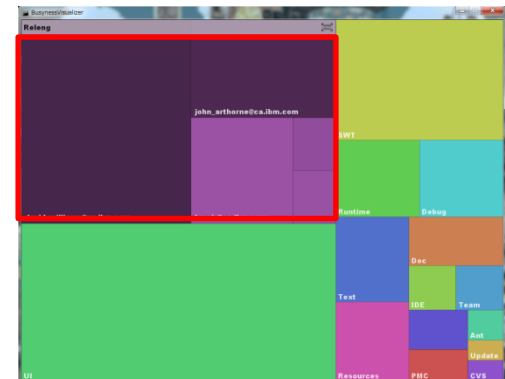 BusynessVisualizer
Releng
john_arthorne@ca.ibm.com
SWT
Runtime
Debug
Doc
Text
IDE
Team
Ant
Update
UI
Resources
PMC
CVS